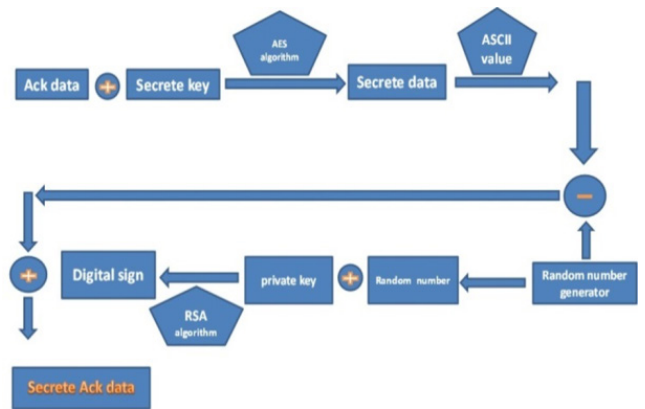 AES
algorithm
ASCII
value
Ack data
+
Secrete key
Secrete data
−
+
Digital sign
private key
+
Random number
Random number
generator
RSA
algorithm
Secrete Ack data